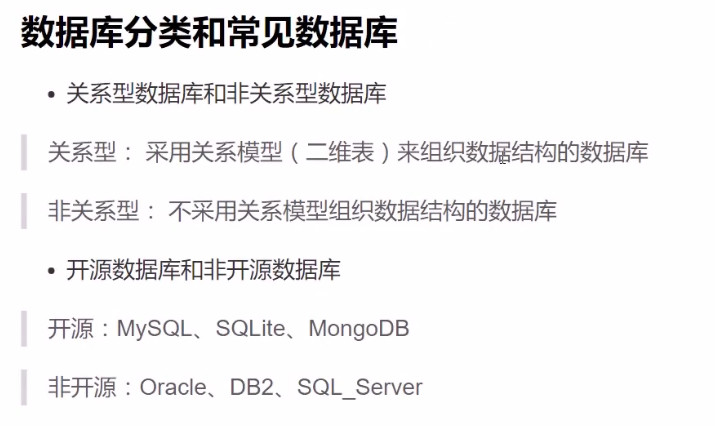 数据库分类和常见数据库
• 关系型数据库和非关系型数据库
关系型： 采用关系模型（二维表）来组织数据结构的数据库
非关系型： 不采用关系模型组织数据结构的数据库
• 开源数据库和非开源数据库
开源：MySQL、SQLite、MongoDB
非开源：Oracle、DB2、SQL_Server